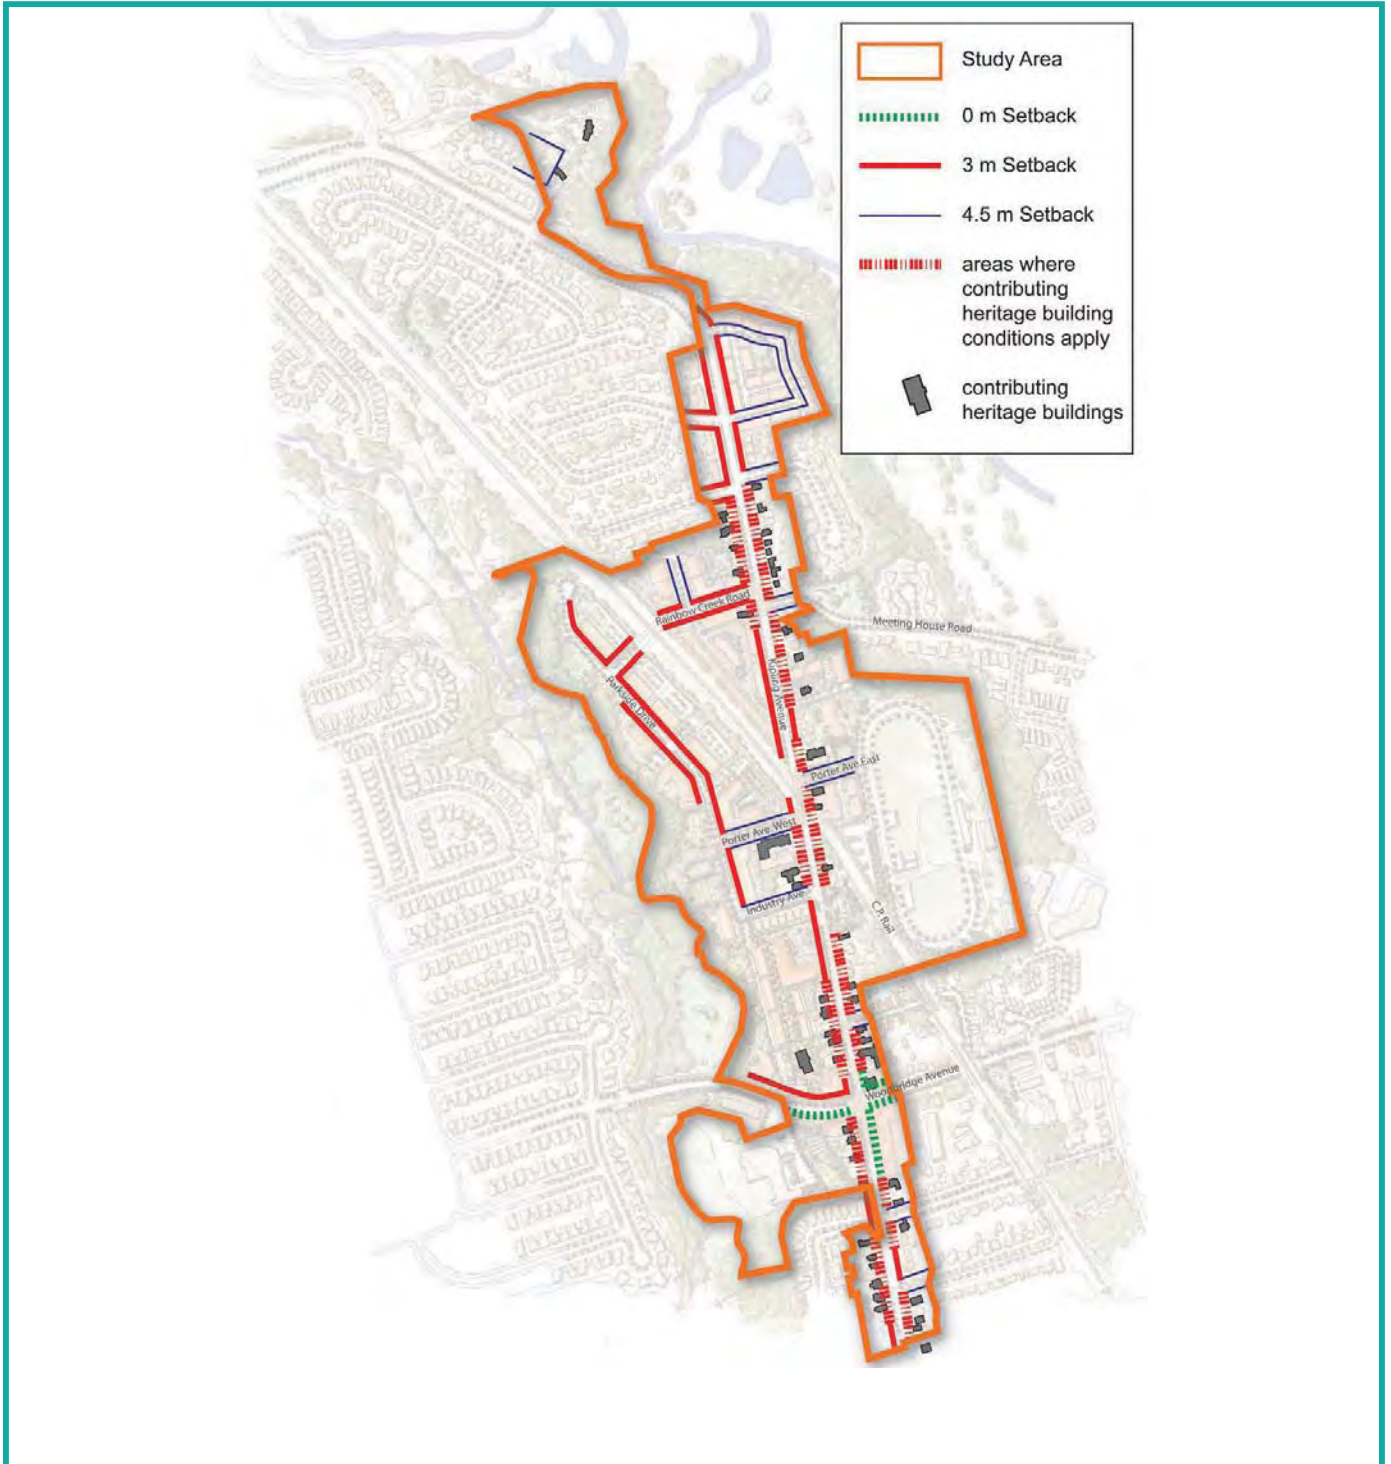 Study Area
0 m Setback
3 m Setback
4.5 m Setback
areas where
contributing
heritage building
conditions apply
contributing
heritage buildings
Rainbow Creek Road
Meeting House Road
Kipling Avenue
Parkside Drive
Porter Ave.East
Porter Ave. West
Industry Ave
C.P. Rail
Woodbridge Avenue